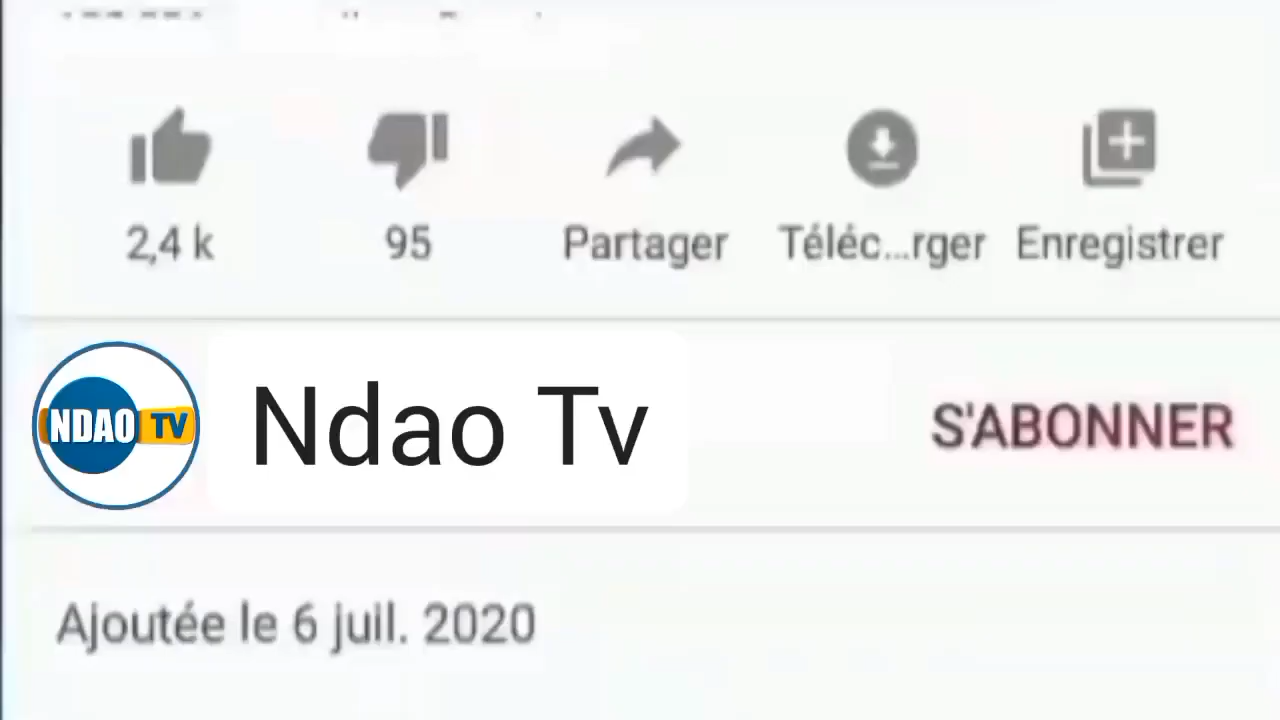 2,4 k 95 Partager Téléc...rger Enregistrer
NDAO TV Ndao Tv S'ABONNER
Ajoutée le 6 juil. 2020